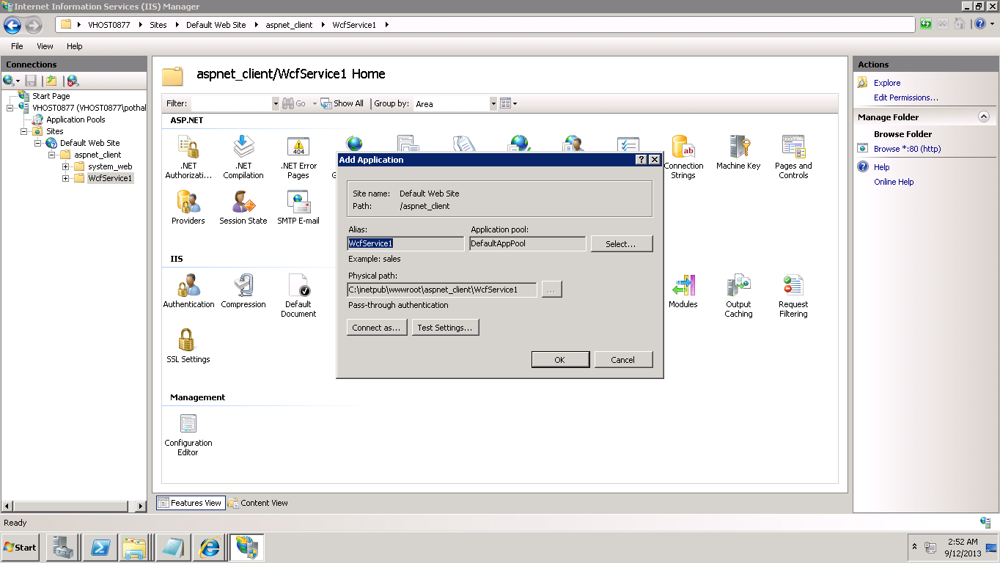 Internet Information Services (IIS) Manager
VHOST0877 Sites Default Web Site aspnet_client WcfService1
File View Help
Connections
Start Page
VHOST0877 (VHOST0877\pothal
Application Pools
Sites
Default Web Site
aspnet_client
system_web
WcfService1
aspnet_client/WcfService1 Home
Filter: Go Show All Group by: Area
ASP.NET
.NET Authorizati...
.NET Compilation
404
.NET Error Pages
ab
Connection Strings
Machine Key
Pages and Controls
Providers
Session State
SMTP E-mail
IIS
Authentication
Compression
Default Document
Modules
Output Caching
Request Filtering
SSL Settings
Management
Configuration Editor
Add Application
Site name: Default Web Site
Path: /aspnet_client
Alias: Application pool:
WcfService1 DefaultAppPool Select...
Example: sales
Physical path:
C:\inetpub\wwwroot\aspnet_client\WcfService1 ...
Pass-through authentication
Connect as... Test Settings...
OK Cancel
Actions
Explore
Edit Permissions...
Manage Folder
Browse Folder
Browse *:80 (http)
Help
Online Help
Features View Content View
Ready
Start
2:52 AM
9/12/2013